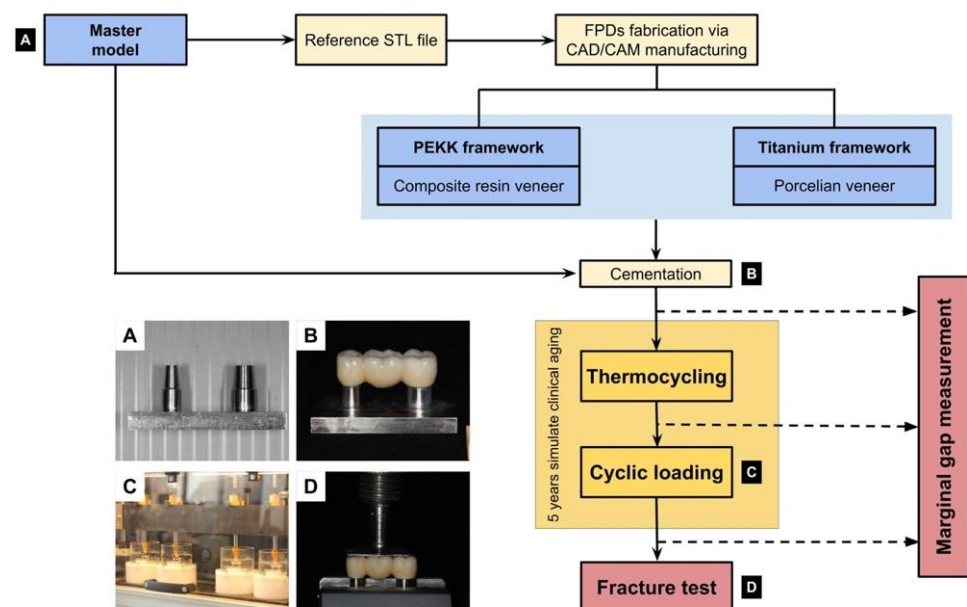 A
Master
model
Reference STL file
FPDs fabrication via
CAD/CAM manufacturing
PEKK framework
Composite resin veneer
Titanium framework
Porcelian veneer
Cementation
B
5 years simulate clinical aging
Thermocycling
Cyclic loading
C
Fracture test
D
Marginal gap measurement
A
B
C
D